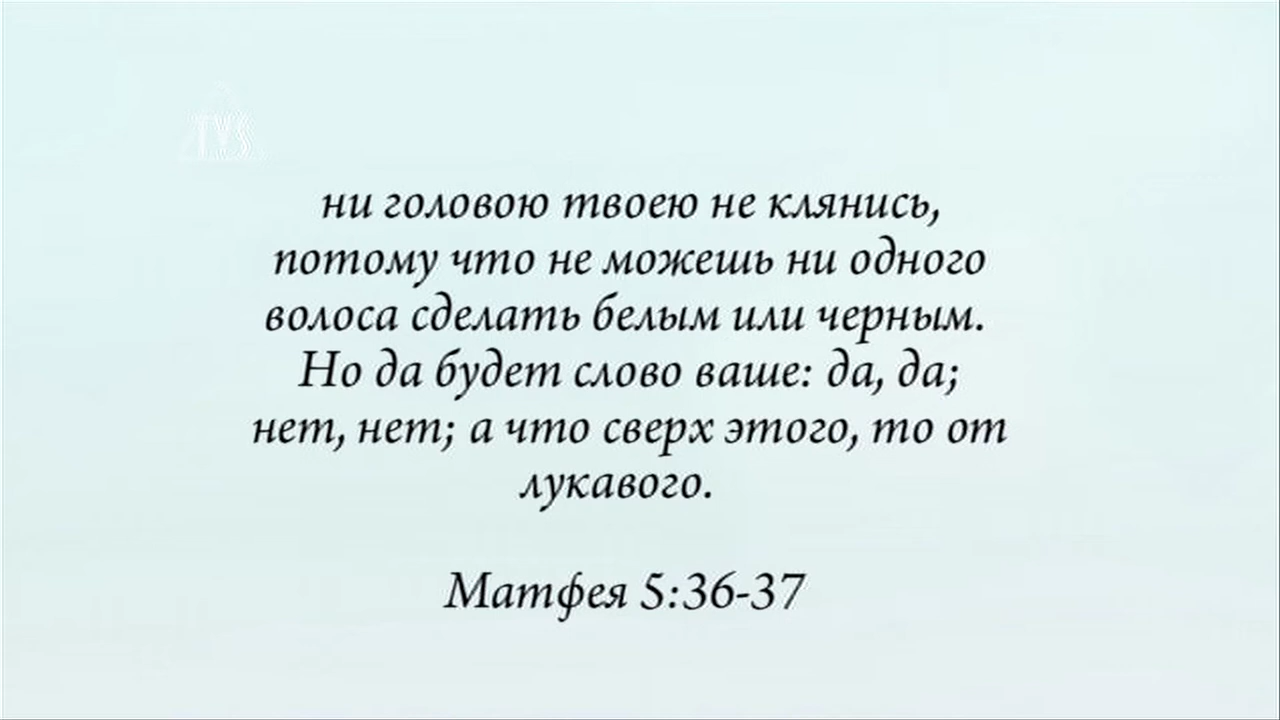 TVS
ни головою твоею не клянись,
потому что не можешь ни одного
волоса сделать белым или черным.
Но да будет слово ваше: да, да;
нет, нет; а что сверх этого, то от
лукавого.
Матфея 5:36-37